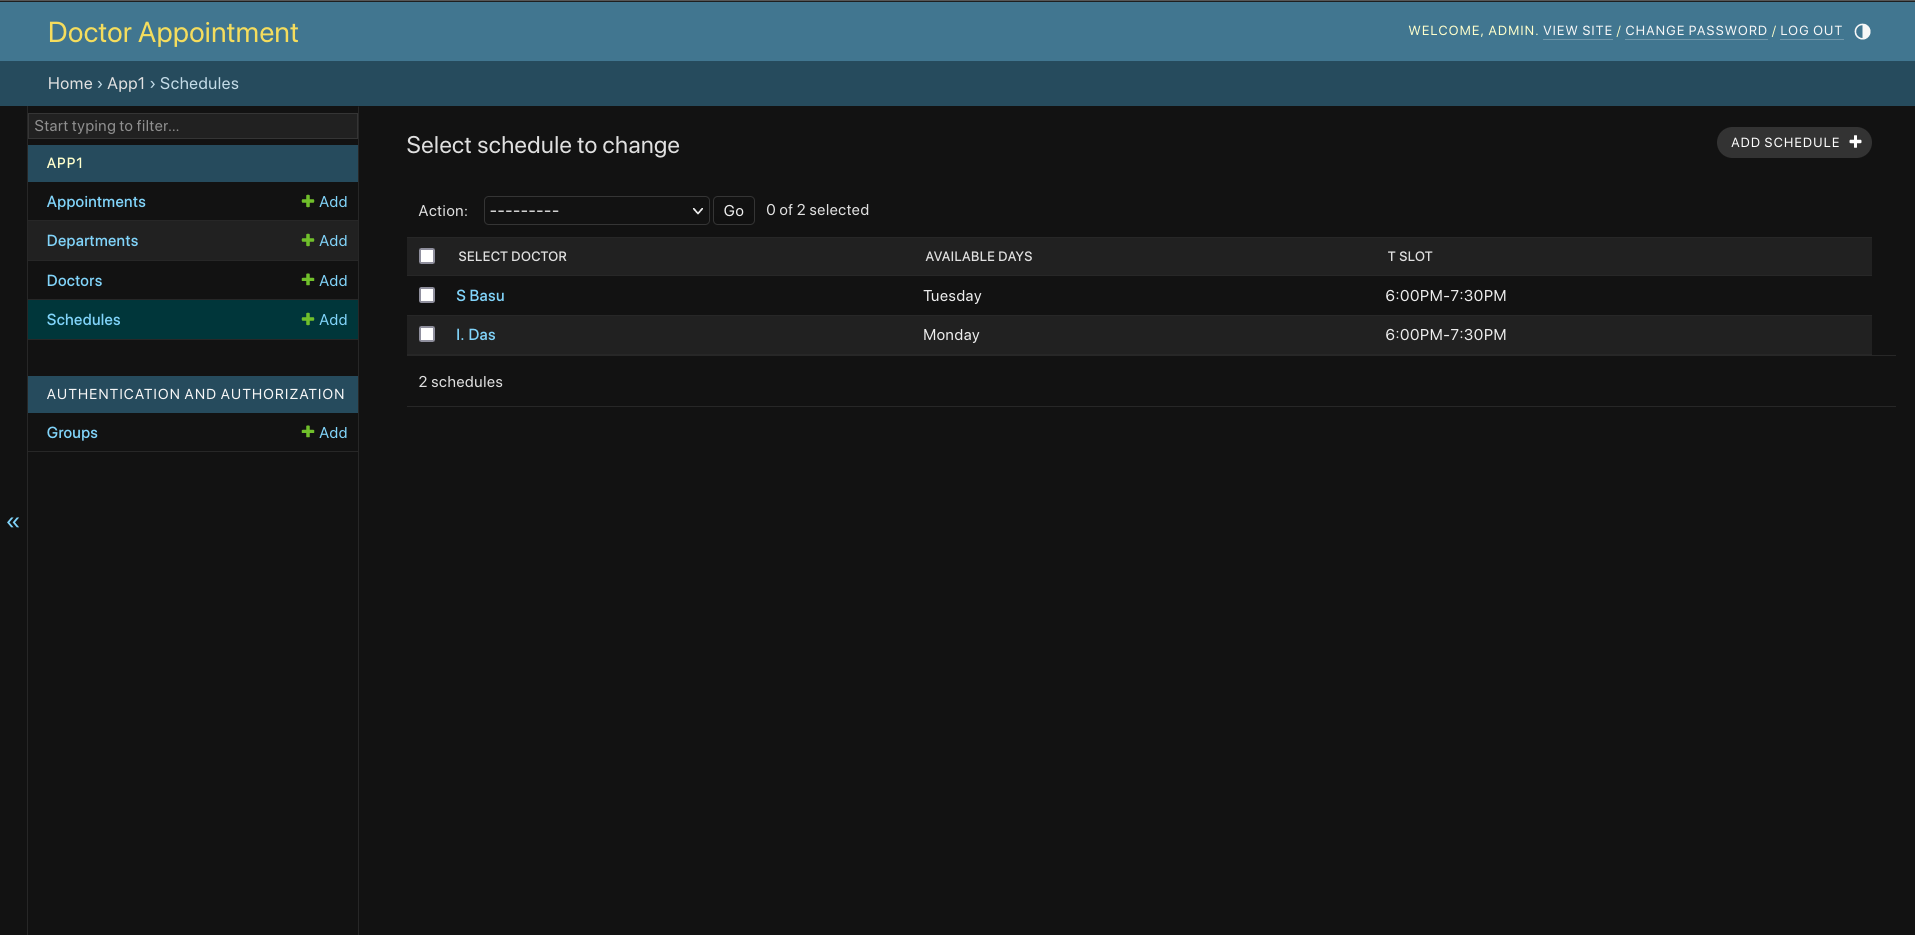 Doctor Appointment
WELCOME, ADMIN. VIEW SITE / CHANGE PASSWORD / LOG OUT
Home › App1 › Schedules
Start typing to filter...
APP1
Appointments + Add
Departments + Add
Doctors + Add
Schedules + Add
AUTHENTICATION AND AUTHORIZATION
Groups + Add
«
Select schedule to change
ADD SCHEDULE +
Action: --------- Go 0 of 2 selected
SELECT DOCTOR AVAILABLE DAYS T SLOT
S Basu Tuesday 6:00PM-7:30PM
I. Das Monday 6:00PM-7:30PM
2 schedules